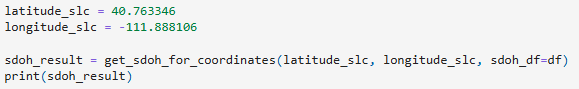 latitude_slc = 40.763346
longitude_slc = -111.888106
sdoh_result = get_sdoh_for_coordinates(latitude_slc, longitude_slc, sdoh_df=df)
print(sdoh_result)